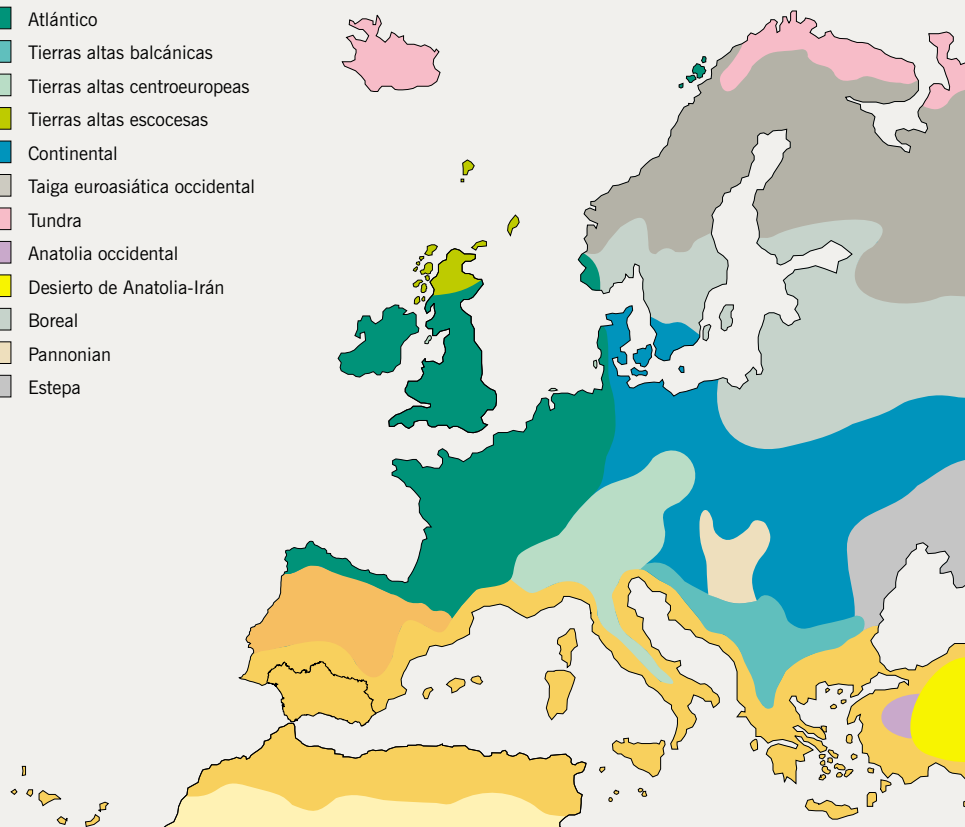 Atlántico
Tierras altas balcánicas
Tierras altas centroeuropeas
Tierras altas escocesas
Continental
Taiga euroasiática occidental
Tundra
Anatolia occidental
Desierto de Anatolia-Irán
Boreal
Pannonian
Estepa